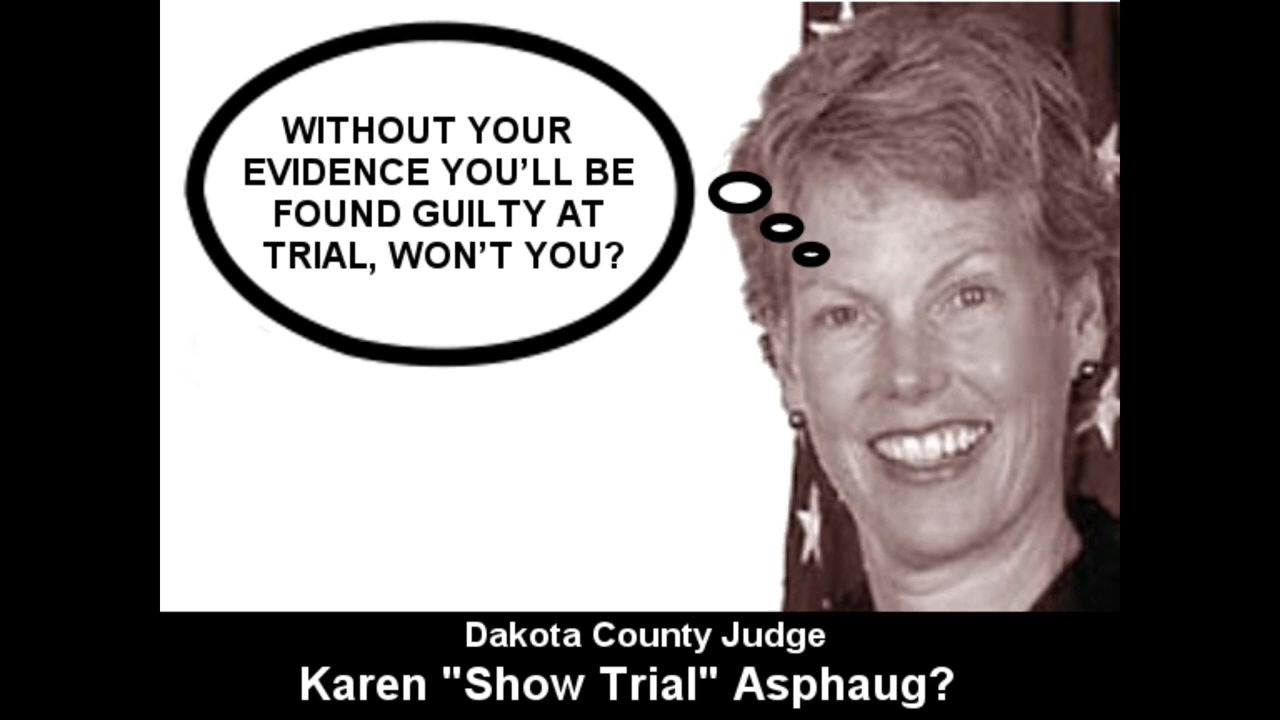 WITHOUT YOUR
EVIDENCE YOU’LL BE
FOUND GUILTY AT
TRIAL, WON’T YOU?
Dakota County Judge
Karen "Show Trial" Asphaug?